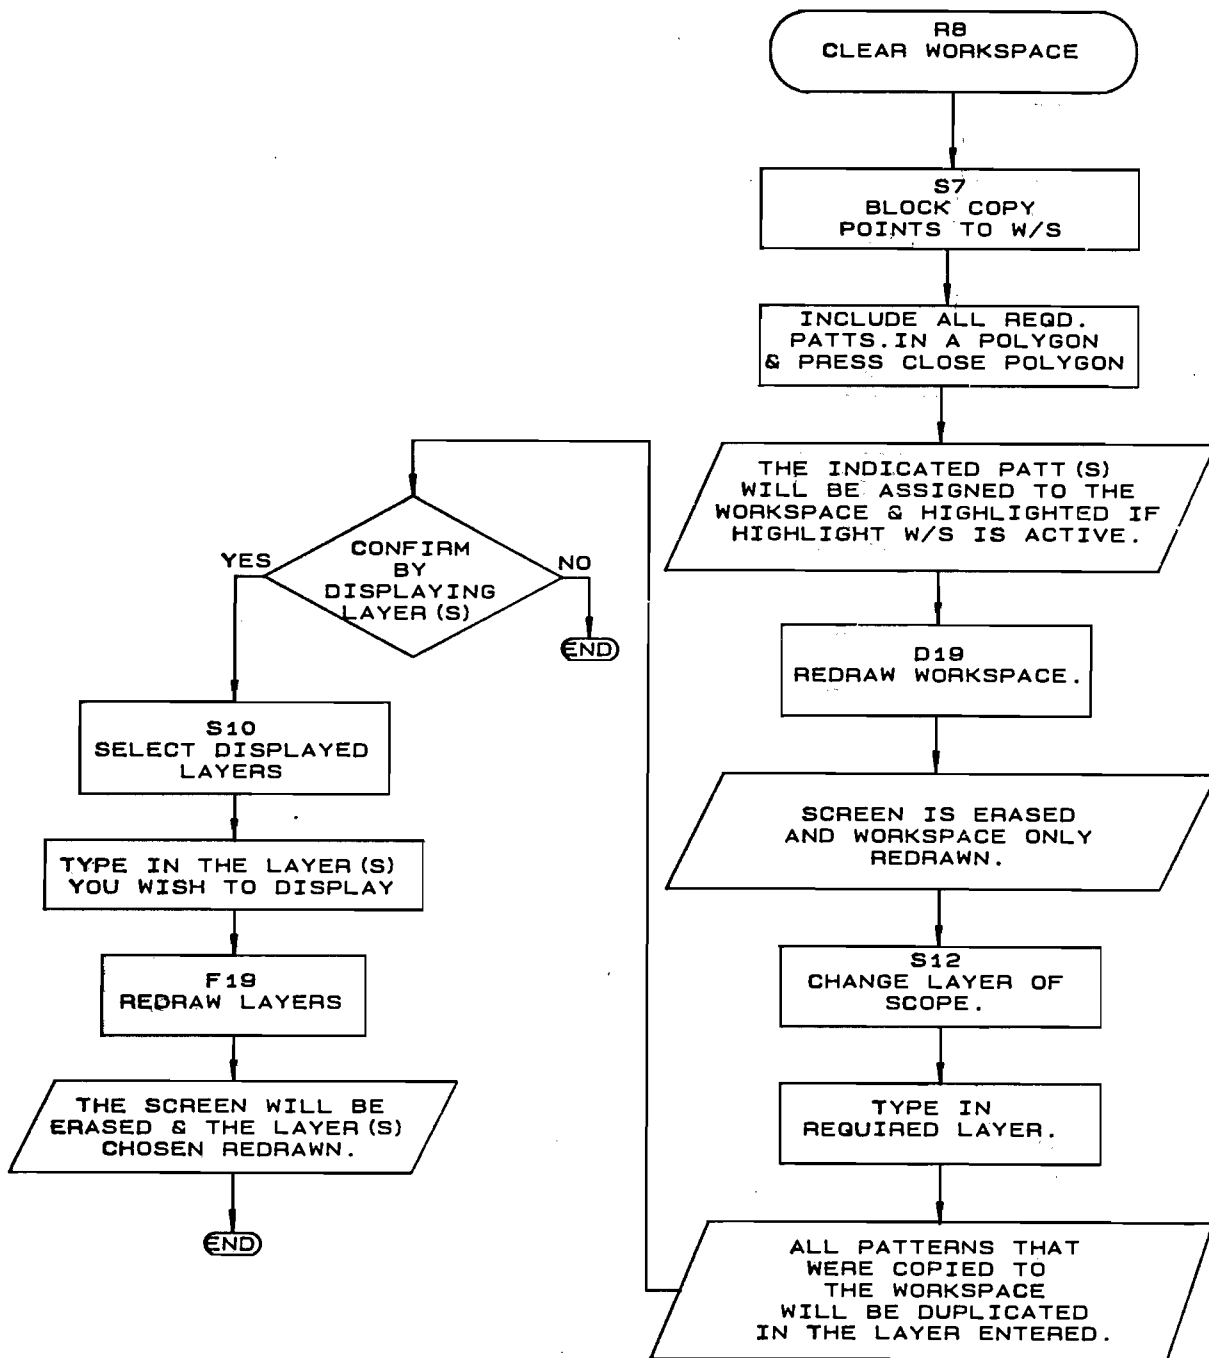 R8
CLEAR WORKSPACE
S7
BLOCK COPY
POINTS TO W/S
INCLUDE ALL REQD.
PATTS.IN A POLYGON
& PRESS CLOSE POLYGON
THE INDICATED PATT(S)
WILL BE ASSIGNED TO THE
WORKSPACE & HIGHLIGHTED IF
HIGHLIGHT W/S IS ACTIVE.
D19
REDRAW WORKSPACE.
SCREEN IS ERASED
AND WORKSPACE ONLY
REDRAWN.
S12
CHANGE LAYER OF
SCOPE.
TYPE IN
REQUIRED LAYER.
ALL PATTERNS THAT
WERE COPIED TO
THE WORKSPACE
WILL BE DUPLICATED
IN THE LAYER ENTERED.
CONFIRM
BY
DISPLAYING
LAYER(S)
YES
NO
END
S10
SELECT DISPLAYED
LAYERS
TYPE IN THE LAYER(S)
YOU WISH TO DISPLAY
F19
REDRAW LAYERS
THE SCREEN WILL BE
ERASED & THE LAYER(S)
CHOSEN REDRAWN.
END